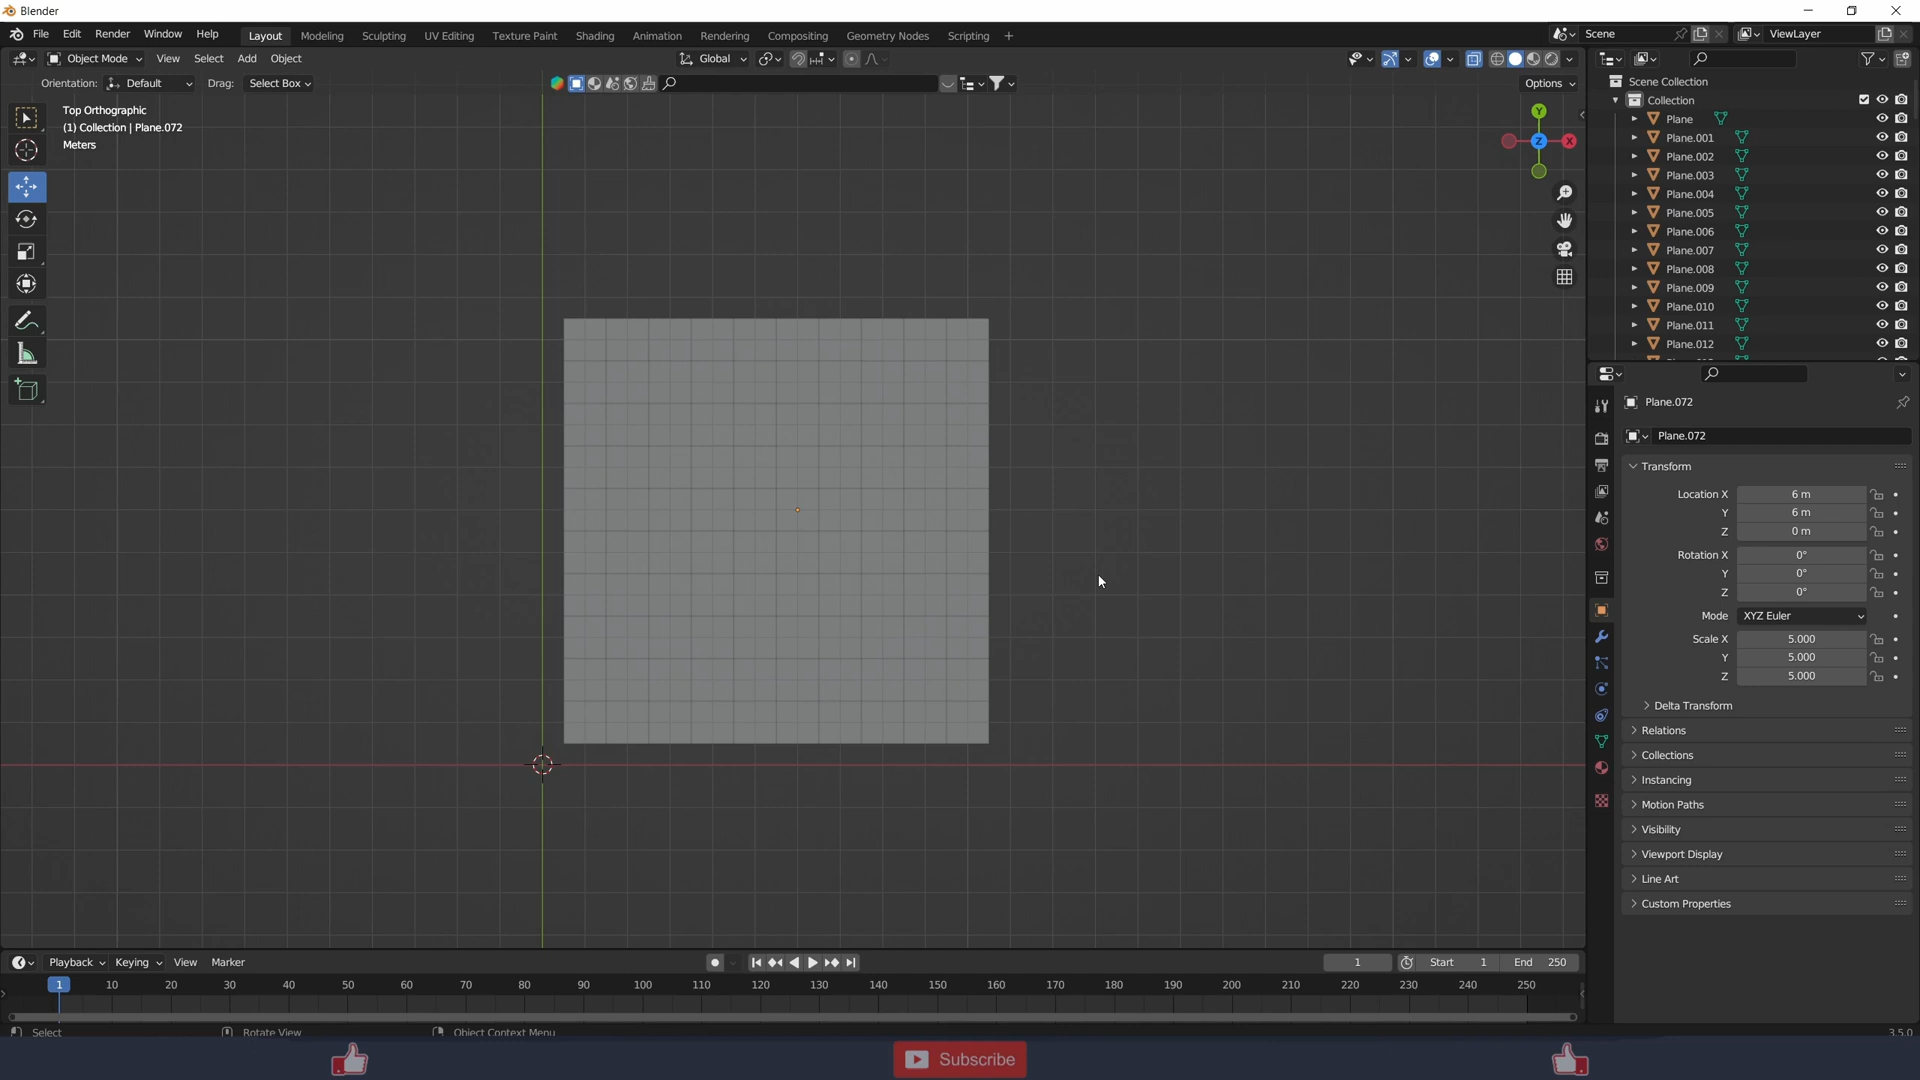 Blender
File Edit Render Window Help Layout Modeling Sculpting UV Editing Texture Paint Shading Animation Rendering Compositing Geometry Nodes Scripting + Scene ViewLayer
Object Mode View Select Add Object Global
Orientation: Default Drag: Select Box Options
Top Orthographic
(1) Collection | Plane.072
Meters
Y
Z
X
Scene Collection
Collection
Plane
Plane.001
Plane.002
Plane.003
Plane.004
Plane.005
Plane.006
Plane.007
Plane.008
Plane.009
Plane.010
Plane.011
Plane.012
Plane.072
Plane.072
Transform
Location X 6 m
Y 6 m
Z 0 m
Rotation X 0°
Y 0°
Z 0°
Mode XYZ Euler
Scale X 5.000
Y 5.000
Z 5.000
Delta Transform
Relations
Collections
Instancing
Motion Paths
Visibility
Viewport Display
Line Art
Custom Properties
Playback Keying View Marker 1 Start 1 End 250
1 10 20 30 40 50 60 70 80 90 100 110 120 130 140 150 160 170 180 190 200 210 220 230 240 250
Select Rotate View Object Context Menu 3.5.0
Subscribe